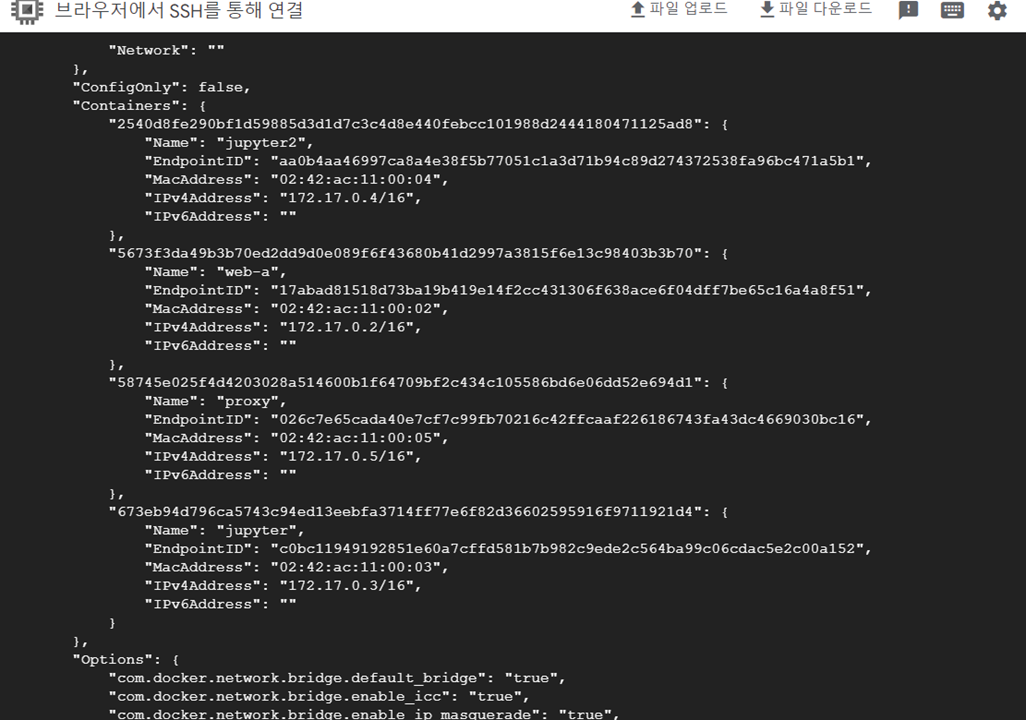 브라우저에서 SSH를 통해 연결
파일 업로드
파일 다운로드
"Network": ""
},
"ConfigOnly": false,
"Containers": {
"2540d8fe290bf1d59885d3d1d7c3c4d8e440febcc101988d2444180471125ad8": {
"Name": "jupyter2",
"EndpointID": "aa0b4aa46997ca8a4e38f5b77051c1a3d71b94c89d274372538fa96bc471a5b1",
"MacAddress": "02:42:ac:11:00:04",
"IPv4Address": "172.17.0.4/16",
"IPv6Address": ""
},
"5673f3da49b3b70ed2dd9d0e089f6f43680b41d2997a3815f6e13c98403b3b70": {
"Name": "web-a",
"EndpointID": "17abad81518d73ba19b419e14f2cc431306f638ace6f04dff7be65c16a4a8f51",
"MacAddress": "02:42:ac:11:00:02",
"IPv4Address": "172.17.0.2/16",
"IPv6Address": ""
},
"58745e025f4d4203028a514600b1f64709bf2c434c105586bd6e06dd52e694d1": {
"Name": "proxy",
"EndpointID": "026c7e65cada40e7cf7c99fb70216c42ffcaaf226186743fa43dc4669030bc16",
"MacAddress": "02:42:ac:11:00:05",
"IPv4Address": "172.17.0.5/16",
"IPv6Address": ""
},
"673eb94d796ca5743c94ed13eebfa3714ff77e6f82d36602595916f9711921d4": {
"Name": "jupyter",
"EndpointID": "c0bc11949192851e60a7cffd581b7b982c9ede2c564ba99c06cdac5e2c00a152",
"MacAddress": "02:42:ac:11:00:03",
"IPv4Address": "172.17.0.3/16",
"IPv6Address": ""
}
},
"Options": {
"com.docker.network.bridge.default_bridge": "true",
"com.docker.network.bridge.enable_icc": "true",
"com.docker.network.bridge.enable_ip_masquerade": "true",